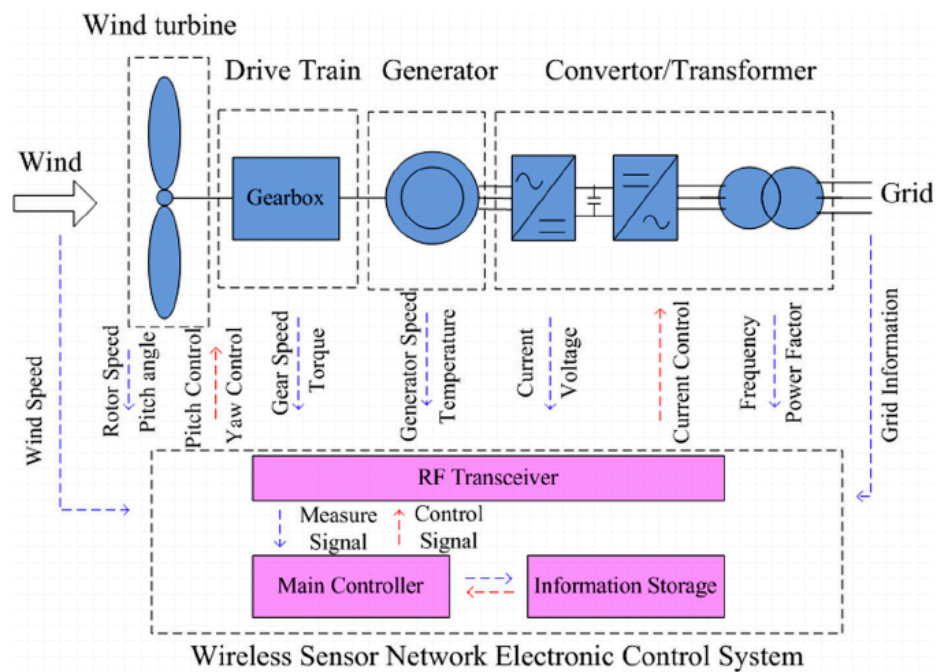 Wind turbine
Drive Train
Generator
Convertor/Transformer
Wind
Gearbox
Grid
Wind Speed
Rotor Speed
Pitch angle
Pitch Control
Yaw Control
Gear Speed
Torque
Generator Speed
Temperature
Current
Voltage
Current Control
Frequency
Power Factor
Grid Information
RF Transceiver
Measure
Signal
Control
Signal
Main Controller
Information Storage
Wireless Sensor Network Electronic Control System